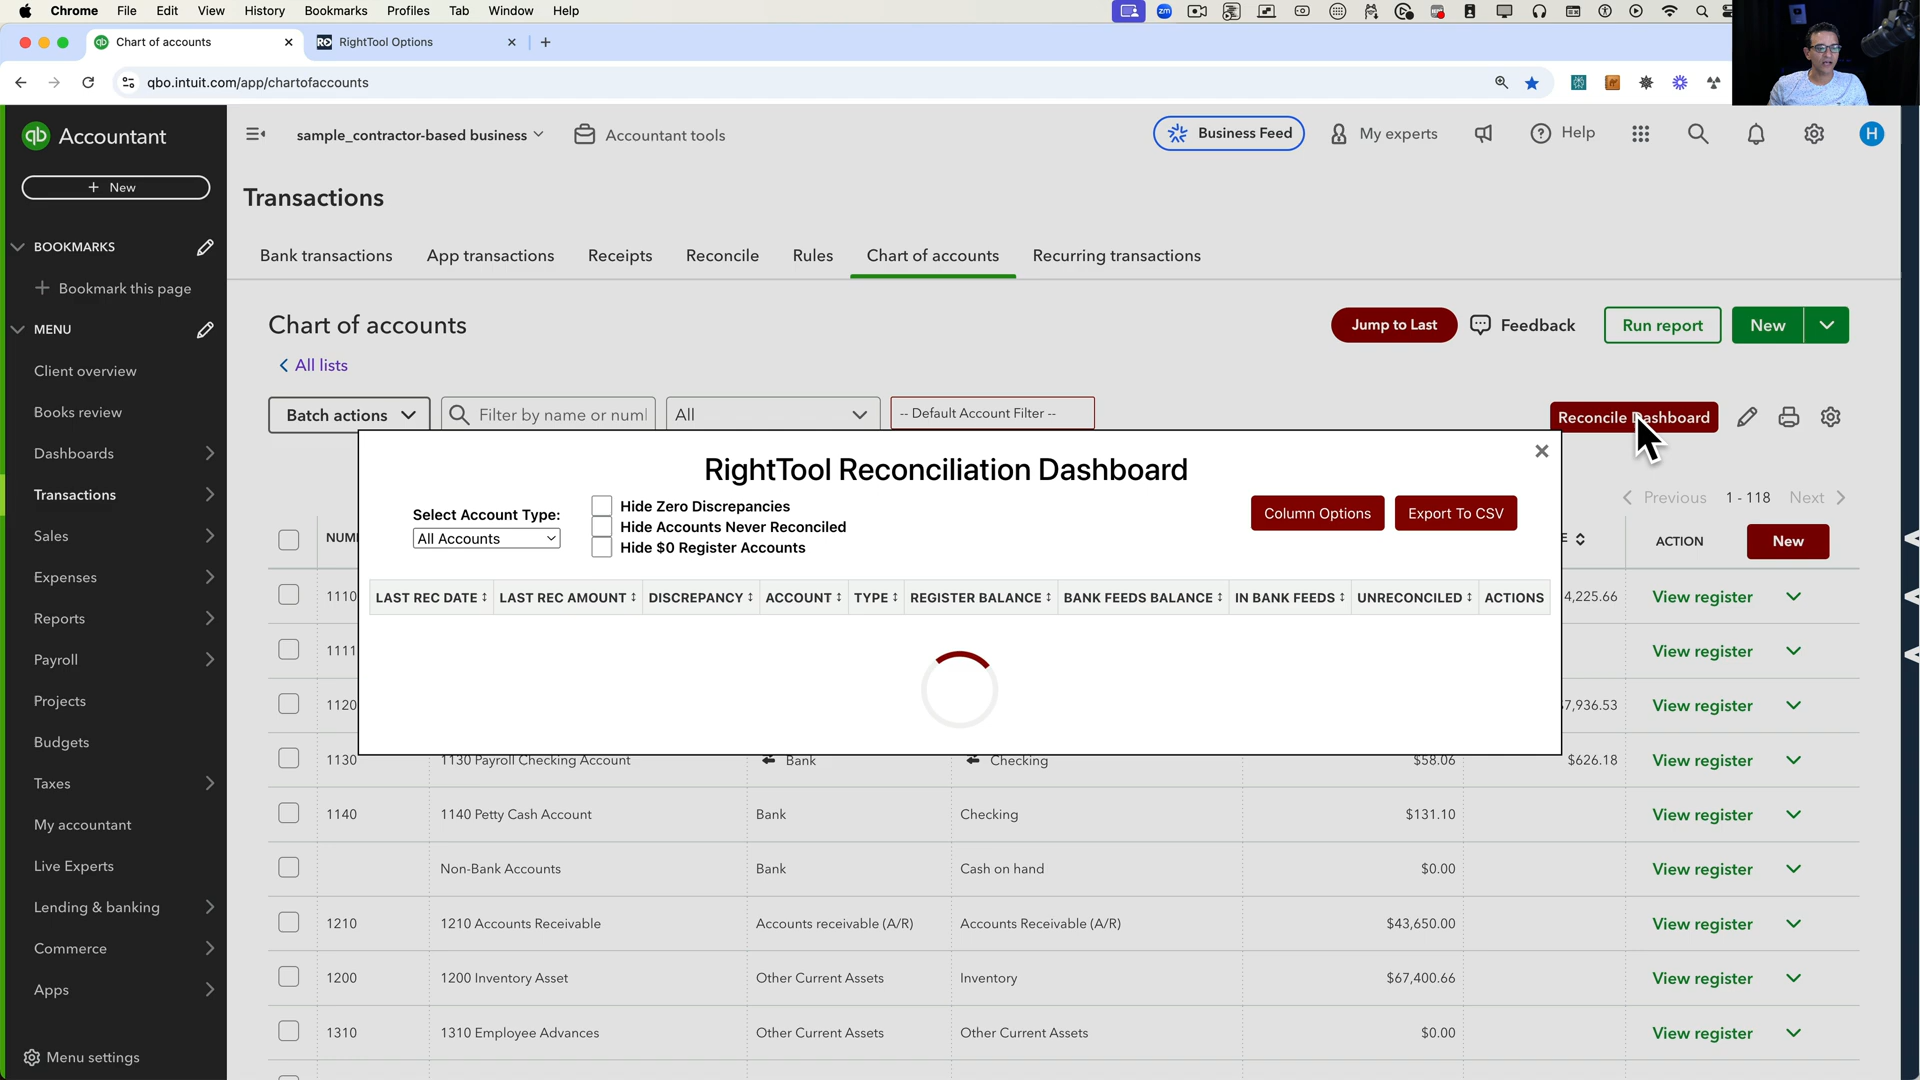 Chrome File Edit View History Bookmarks Profiles Tab Window Help
Chart of accounts
RightTool Options
qbo.intuit.com/app/chartofaccounts
qb Accountant
sample_contractor-based business
Accountant tools
Business Feed
My experts
Help
H
+ New
Transactions
BOOKMARKS
Bookmark this page
MENU
Client overview
Books review
Dashboards
Transactions
Sales
Expenses
Reports
Payroll
Projects
Budgets
Taxes
My accountant
Live Experts
Lending & banking
Commerce
Apps
Menu settings
Bank transactions App transactions Receipts Reconcile Rules Chart of accounts Recurring transactions
Chart of accounts
Jump to Last
Feedback
Run report
New
All lists
Batch actions
Filter by name or num
All
-- Default Account Filter --
Reconcile Dashboard
Previous 1 - 118 Next
RightTool Reconciliation Dashboard
Select Account Type:
All Accounts
Hide Zero Discrepancies
Hide Accounts Never Reconciled
Hide $0 Register Accounts
Column Options
Export To CSV
LAST REC DATE LAST REC AMOUNT DISCREPANCY ACCOUNT TYPE REGISTER BALANCE BANK FEEDS BALANCE IN BANK FEEDS UNRECONCILED ACTIONS
NUM E ACTION New
1110 4,225.66 View register
1111 View register
1120 7,936.53 View register
1130 1130 Payroll Checking Account Bank Checking $58.06 $626.18 View register
1140 1140 Petty Cash Account Bank Checking $131.10 View register
Non-Bank Accounts Bank Cash on hand $0.00 View register
1210 1210 Accounts Receivable Accounts receivable (A/R) Accounts Receivable (A/R) $43,650.00 View register
1200 1200 Inventory Asset Other Current Assets Inventory $67,400.66 View register
1310 1310 Employee Advances Other Current Assets Other Current Assets $0.00 View register